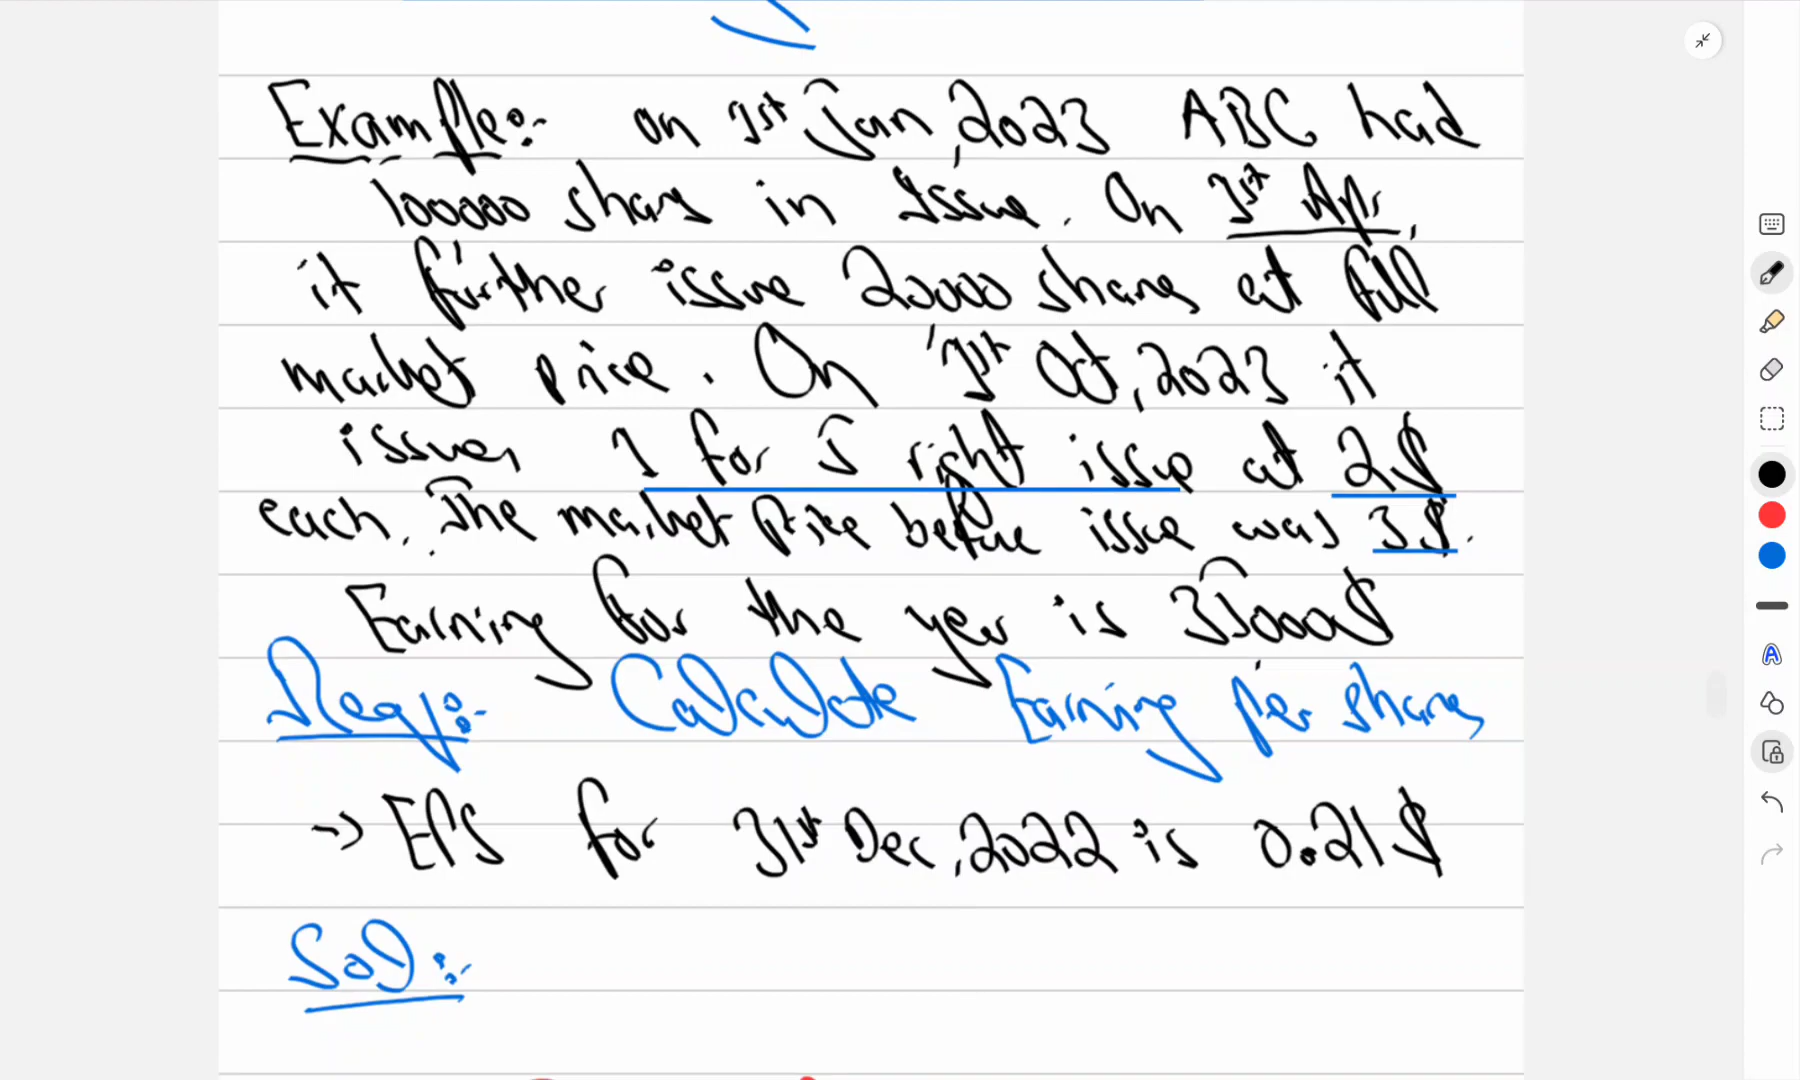 Example:- on 1st Jan, 2023 ABC had
100000 shares in Issue. On 1st Apr,
it further issue 20000 shares at full
market price. On 1st Oct, 2023 it
issues 1 for 5 right issue at 2$
each. The market price before issue was 3$.
Earning for the year is 35000$
Req:- Calculate Earning per shares
→ EPS for 31st Dec, 2022 is 0.21$
Sol:-